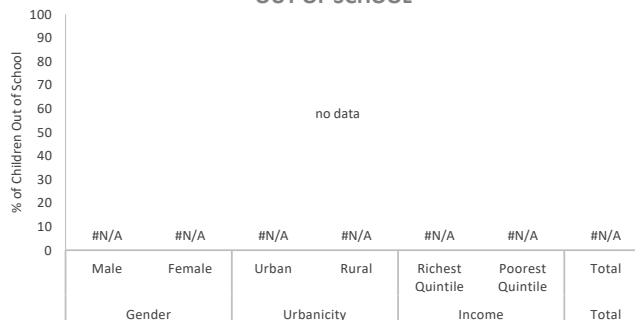 OUT OF SCHOOL
100
90
80
70
60
50
40
30
20
10
0
% of Children Out of School
no data
#N/A #N/A #N/A #N/A #N/A #N/A #N/A
Male Female Urban Rural Richest Quintile Poorest Quintile Total
Gender Urbanicity Income Total